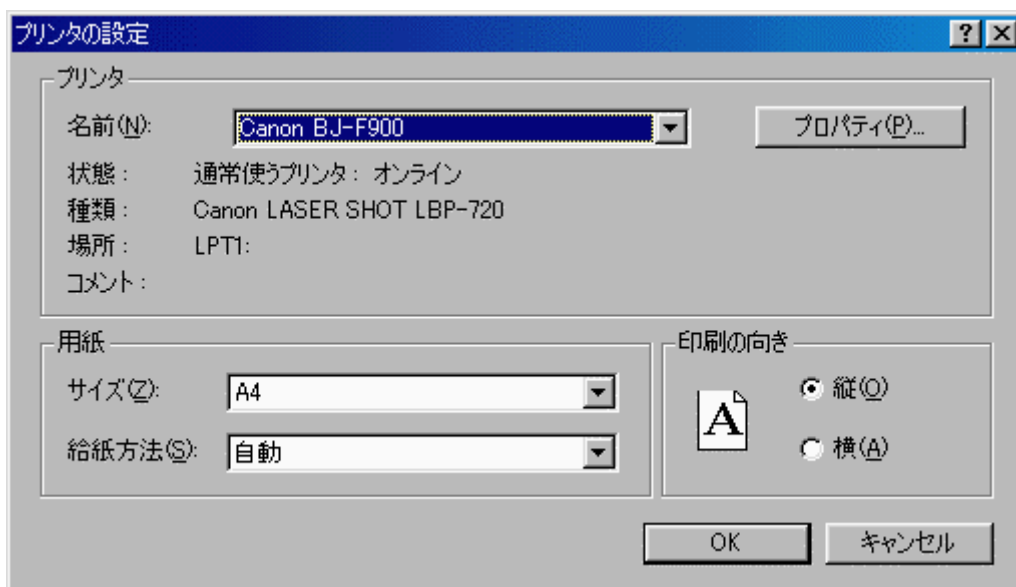 プリンタの設定
プリンタ
名前(N): Canon BJ-F900 プロパティ(P)...
状態： 通常使うプリンタ： オンライン
種類： Canon LASER SHOT LBP-720
場所： LPT1:
コメント：
用紙
サイズ(Z): A4
給紙方法(S): 自動
印刷の向き
A
縦(O)
横(A)
OK キャンセル